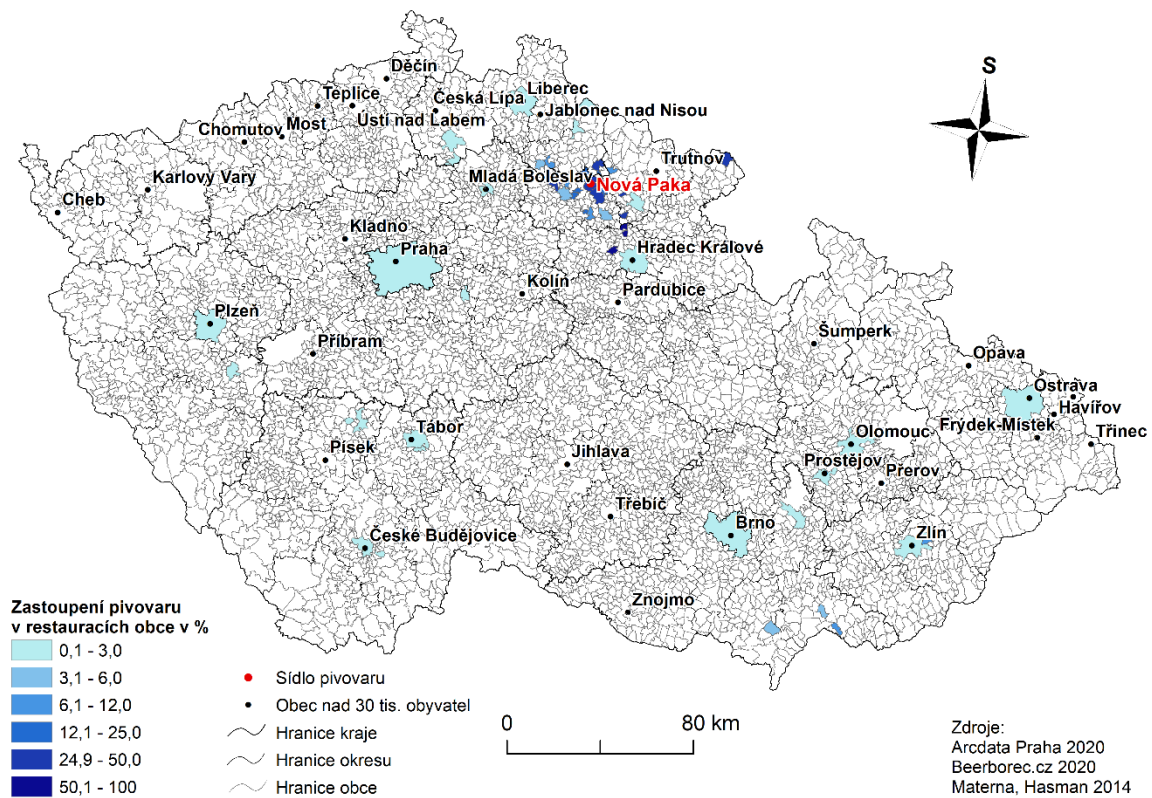 Děčín
S
Teplice
Česká Lípa
Liberec
Ústí nad Labem
Jablonec nad Nisou
Most
Chomutov
Trutnov
Karlovy Vary
Mladá Boleslav
Nová Paka
Cheb
Kladno
Praha
Hradec Králové
Kolín
Pardubice
Plzeň
Šumperk
Příbram
Opava
Ostrava
Havířov
Frýdek-Místek
Třinec
Tábor
Olomouc
Písek
Jihlava
Prostějov
Přerov
Třebíč
Brno
České Budějovice
Zlín
Znojmo
Zastoupení pivovaru
v restauracích obce v %
0,1 - 3,0
3,1 - 6,0
6,1 - 12,0
12,1 - 25,0
24,9 - 50,0
50,1 - 100
Sídlo pivovaru
Obec nad 30 tis. obyvatel
Hranice kraje
Hranice okresu
Hranice obce
0 80 km
Zdroje:
Arcdata Praha 2020
Beerborec.cz 2020
Materna, Hasman 2014